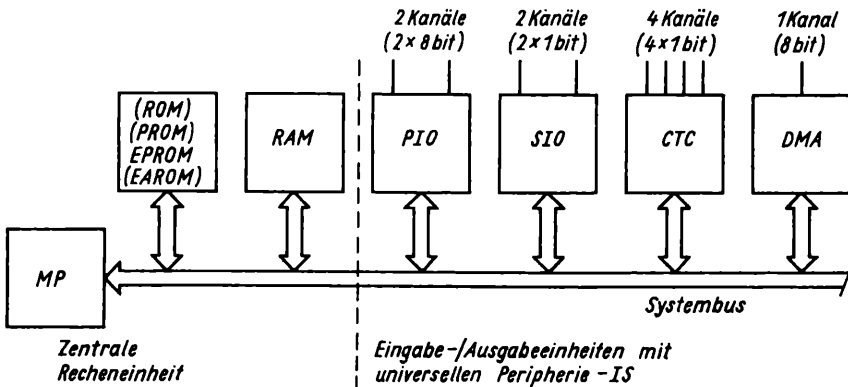 2 Kanäle
(2 × 8 bit)
2 Kanäle
(2 × 1 bit)
4 Kanäle
(4 × 1 bit)
1 Kanal
(8 bit)
(ROM)
(PROM)
EPROM
(EAROM)
RAM
PIO
SIO
CTC
DMA
MP
Systembus
Zentrale
Recheneinheit
Eingabe-/Ausgabeeinheiten mit
universellen Peripherie-IS